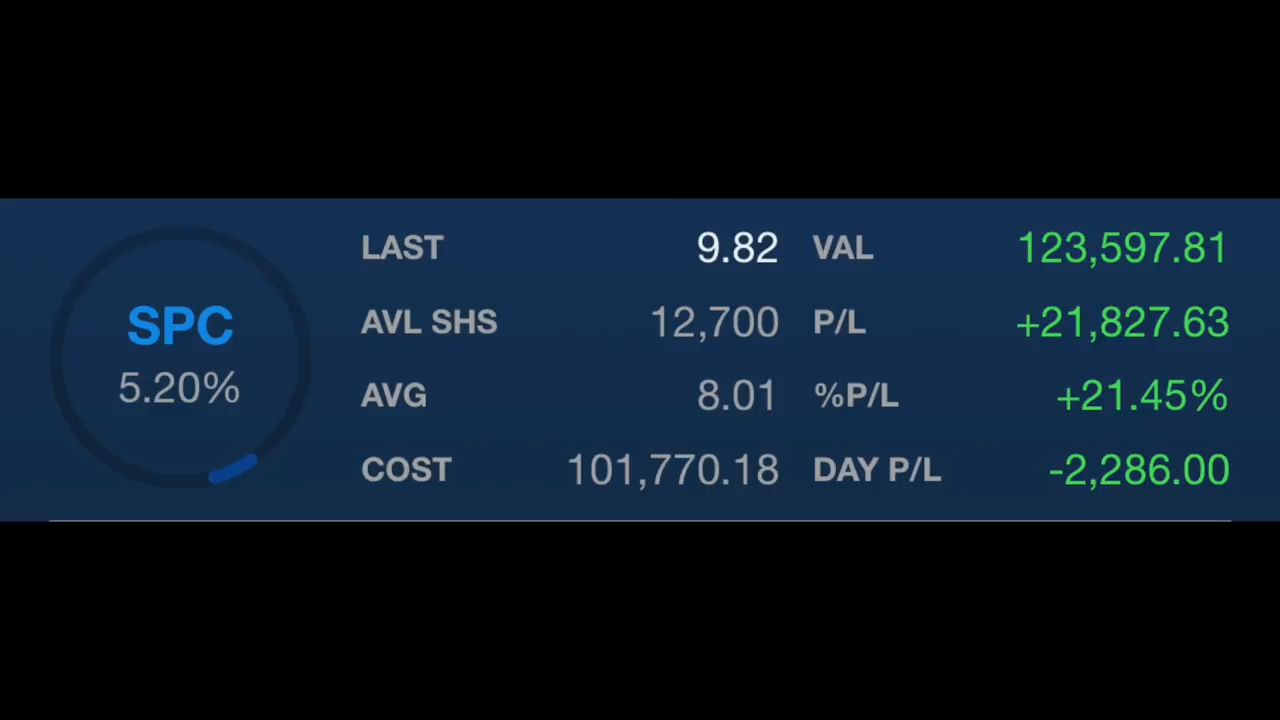 SPC
5.20%
LAST 9.82 VAL 123,597.81
AVL SHS 12,700 P/L +21,827.63
AVG 8.01 %P/L +21.45%
COST 101,770.18 DAY P/L -2,286.00